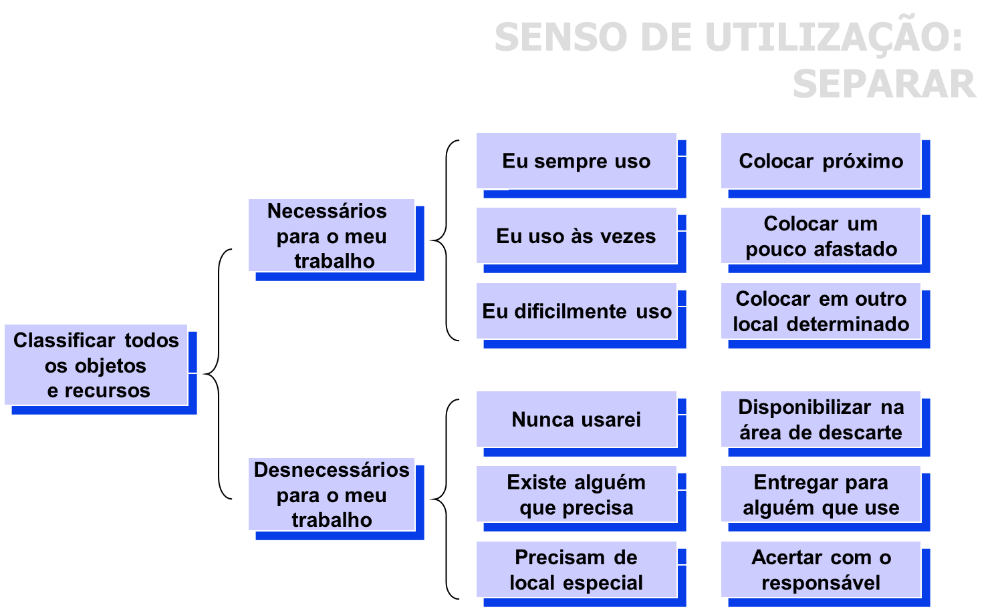 SENSO DE UTILIZAÇÃO:
SEPARAR
Classificar todos
os objetos
e recursos
Necessários
para o meu
trabalho
Eu sempre uso
Colocar próximo
Eu uso às vezes
Colocar um
pouco afastado
Eu dificilmente uso
Colocar em outro
local determinado
Desnecessários
para o meu
trabalho
Nunca usarei
Disponibilizar na
área de descarte
Existe alguém
que precisa
Entregar para
alguém que use
Precisam de
local especial
Acertar com o
responsável